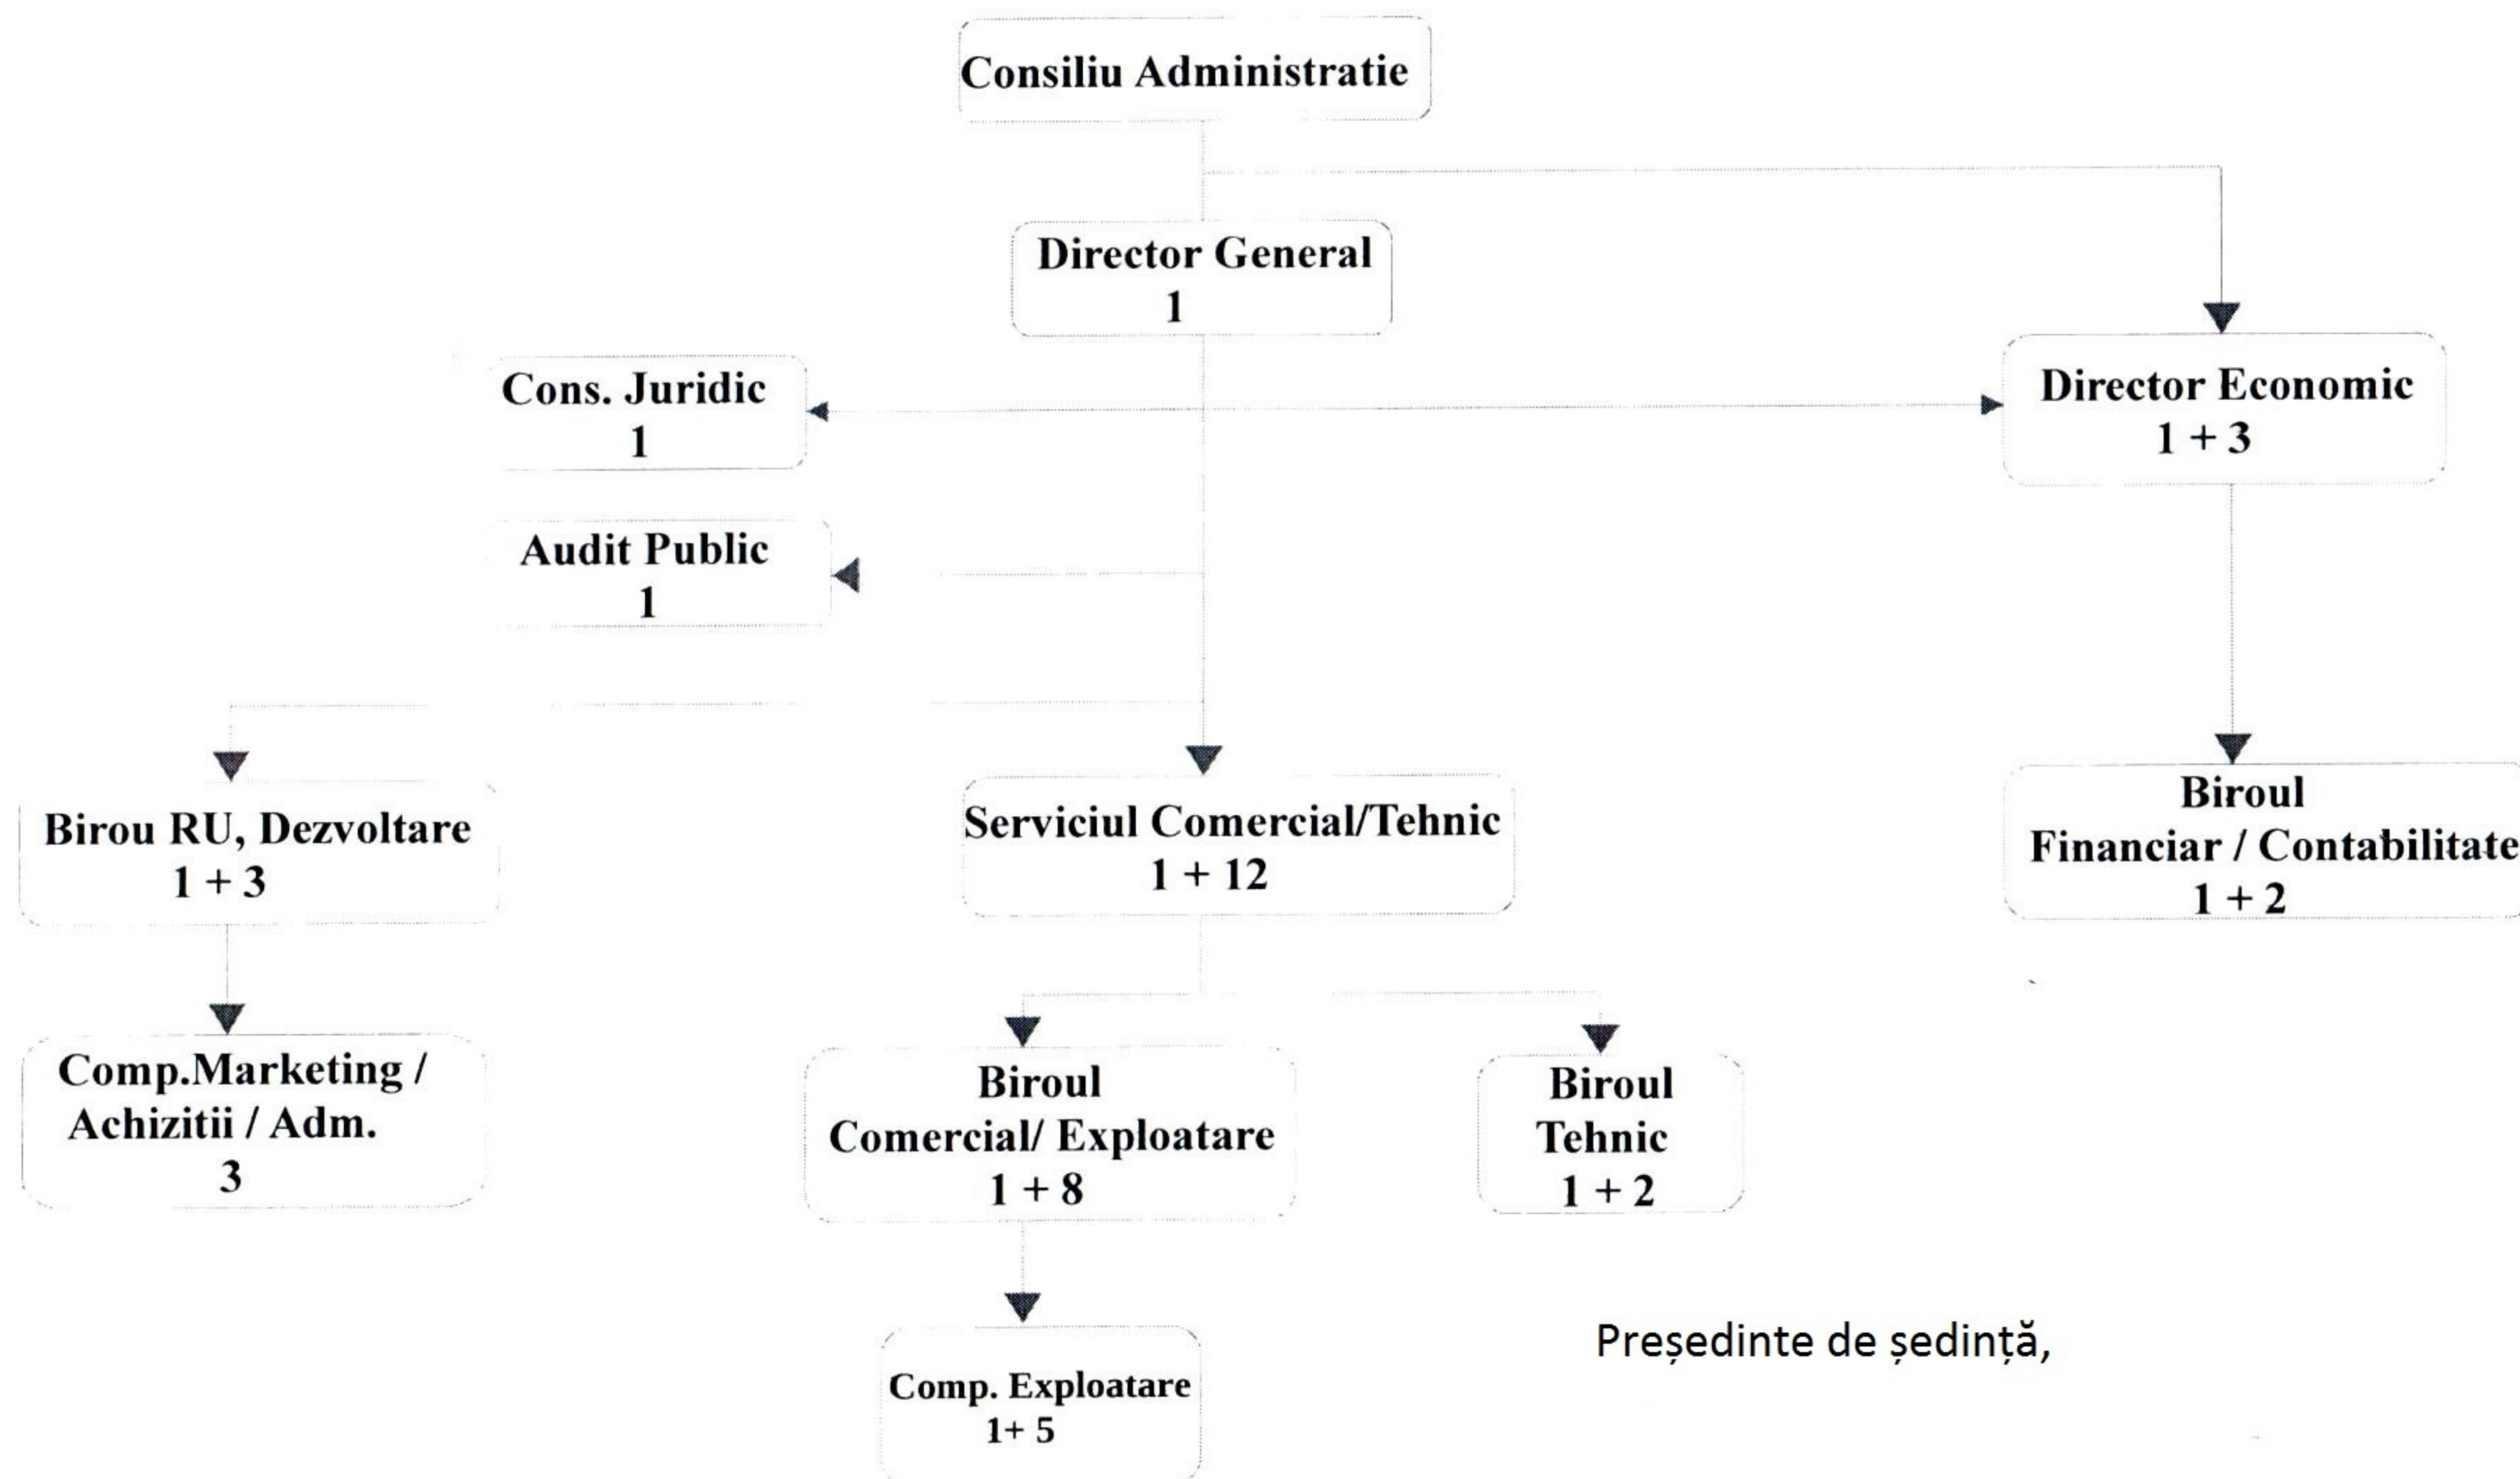 Consiliu Administratie
Director General
1
Cons. Juridic
1
Director Economic
1 + 3
Audit Public
1
Birou RU, Dezvoltare
1 + 3
Serviciul Comercial/Tehnic
1 + 12
Biroul
Financiar / Contabilitate
1 + 2
Comp.Marketing /
Achizitii / Adm.
3
Biroul
Comercial/ Exploatare
1 + 8
Biroul
Tehnic
1 + 2
Comp. Exploatare
1+ 5
Președinte de ședință,